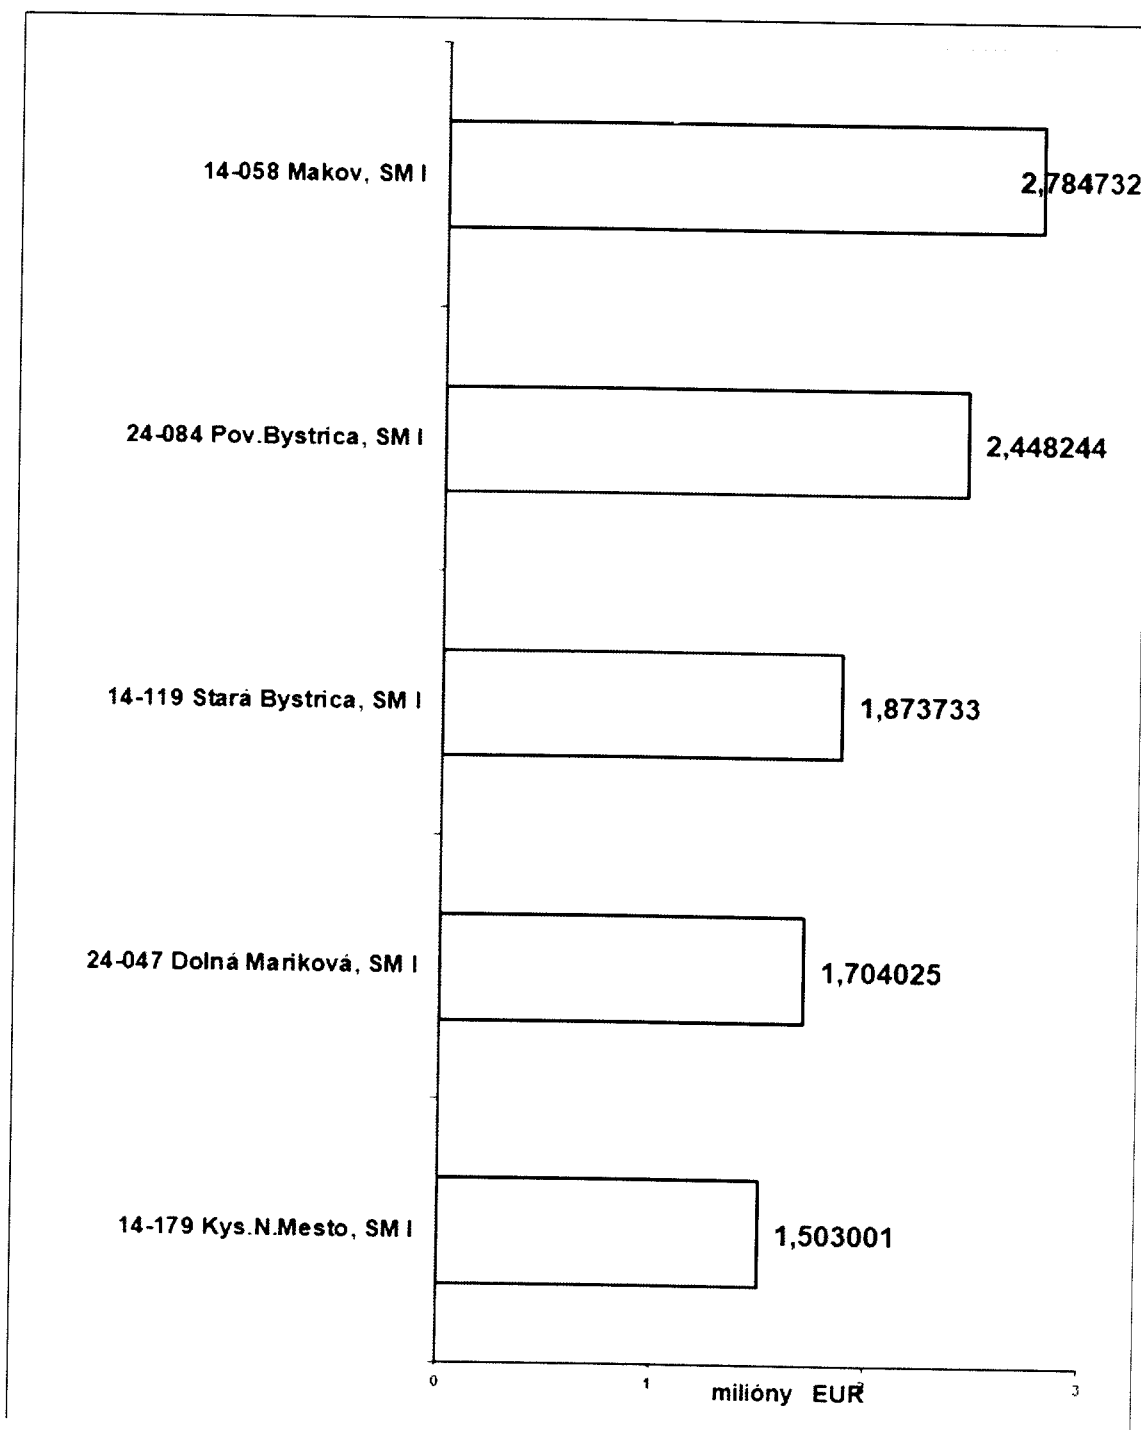 14-058 Makov, SM I
2,784732
24-084 Pov.Bystrica, SM I
2,448244
14-119 Stará Bystrica, SM I
1,873733
24-047 Dolná Mariková, SM I
1,704025
14-179 Kys.N.Mesto, SM I
1,503001
0 1 2 3
milióny EUR